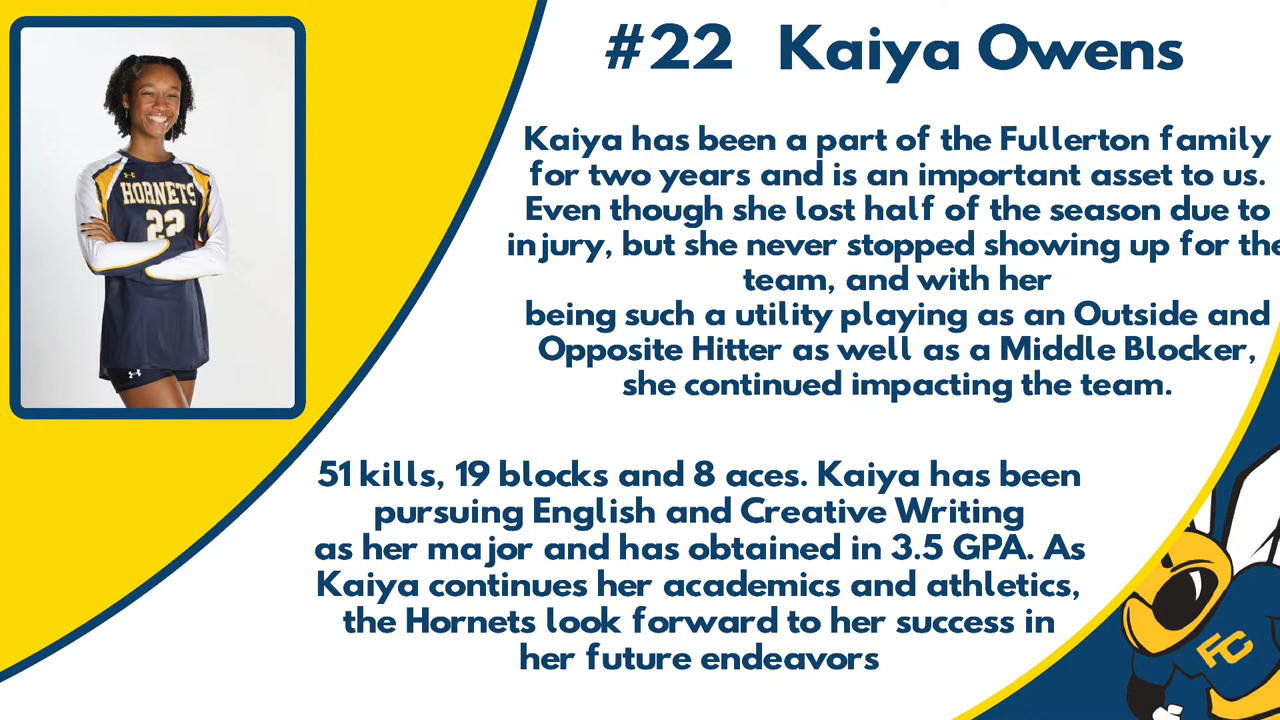 #22 Kaiya Owens
Kaiya has been a part of the Fullerton family
for two years and is an important asset to us.
Even though she lost half of the season due to
injury, but she never stopped showing up for the
team, and with her
being such a utility playing as an Outside and
Opposite Hitter as well as a Middle Blocker,
she continued impacting the team.
51 kills, 19 blocks and 8 aces. Kaiya has been
pursuing English and Creative Writing
as her major and has obtained in 3.5 GPA. As
Kaiya continues her academics and athletics,
the Hornets look forward to her success in
her future endeavors
HORNETS
22
FC